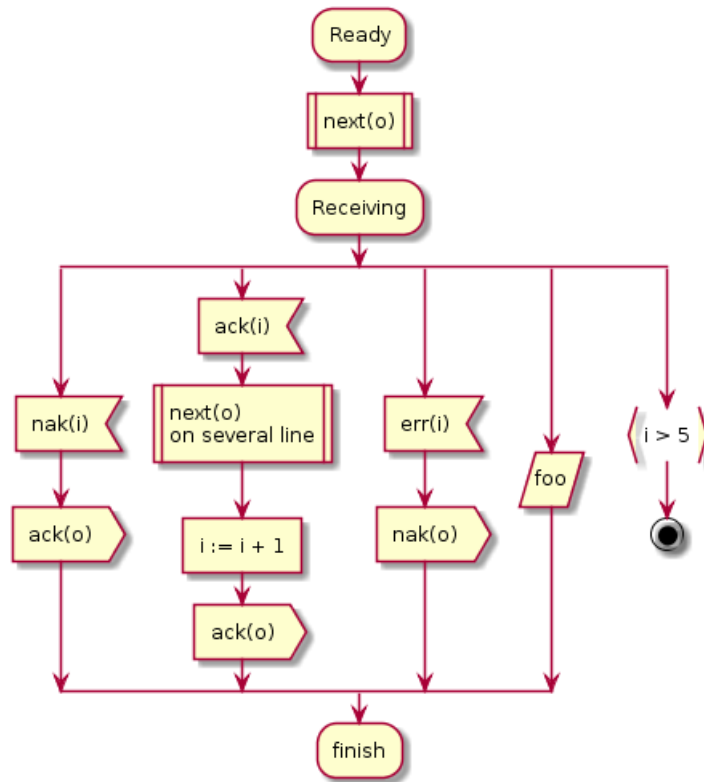 Ready
next(o)
Receiving
nak(i)
ack(o)
ack(i)
next(o)
on several line
i := i + 1
ack(o)
err(i)
nak(o)
foo
i > 5
finish